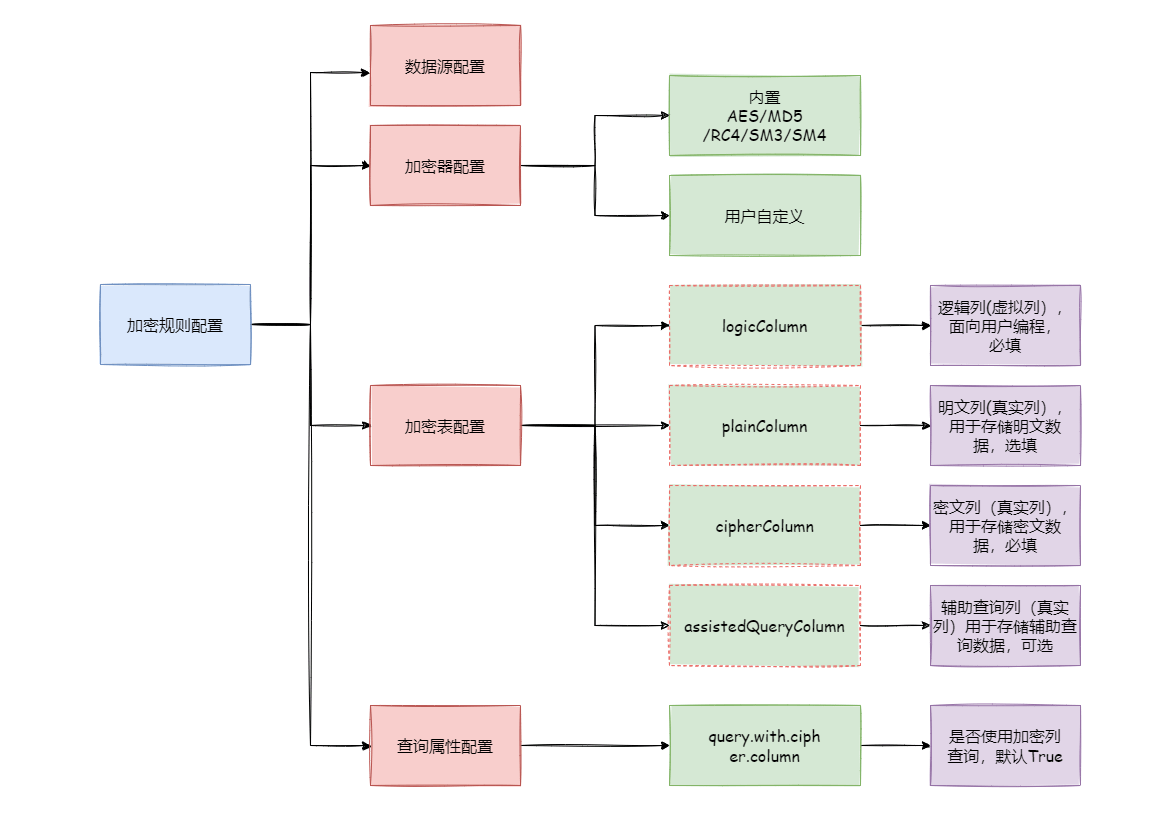 数据源配置
内置
AES/MD5
/RC4/SM3/SM4
加密器配置
用户自定义
加密规则配置
logicColumn
逻辑列(虚拟列），
面向用户编程，
必填
加密表配置
plainColumn
明文列(真实列），
用于存储明文数
据，选填
cipherColumn
密文列（真实列），
用于存储密文数
据，必填
assistedQueryColumn
辅助查询列（真实
列）用于存储辅助查
询数据，可选
查询属性配置
query.with.ciph
er.column
是否使用加密列
查询，默认True